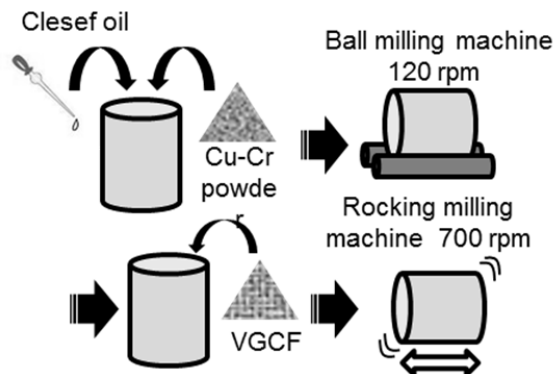 Clesef oil
Ball milling machine
120 rpm
Cu-Cr
powde
r
Rocking milling
machine 700 rpm
VGCF